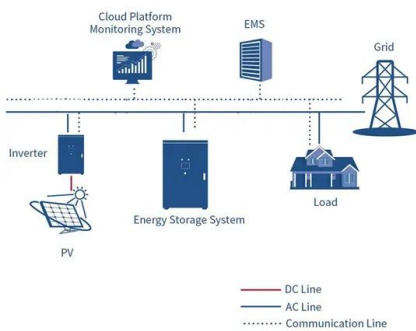 Cloud Platform
Monitoring System
EMS
Grid
Inverter
Energy Storage System
Load
PV
DC Line
AC Line
Communication Line